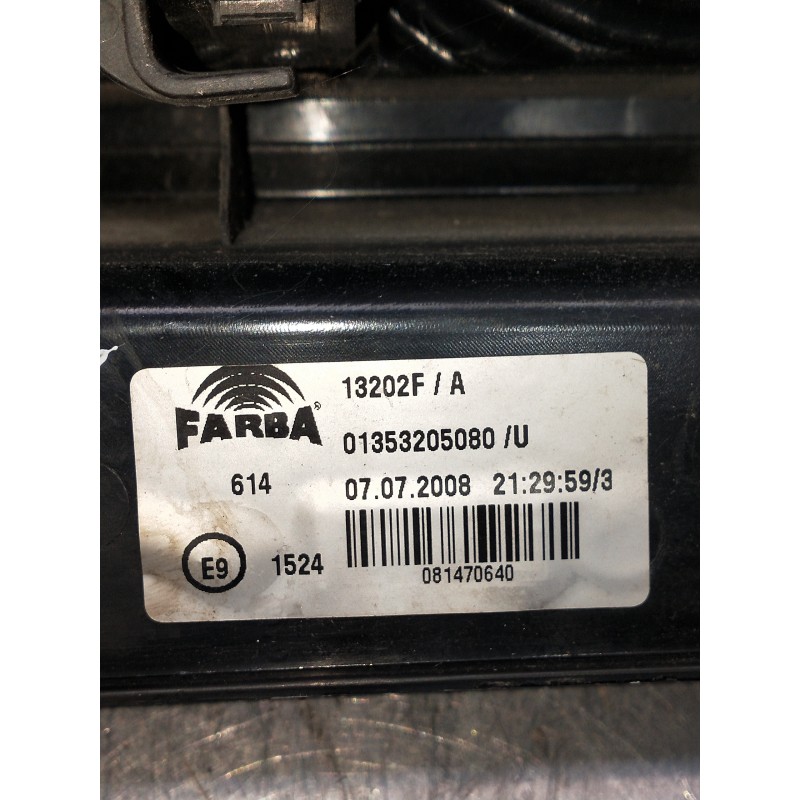 FARBA®
13202F / A
01353205080 /U
614
07.07.2008 21:29:59/3
E9
1524
081470640